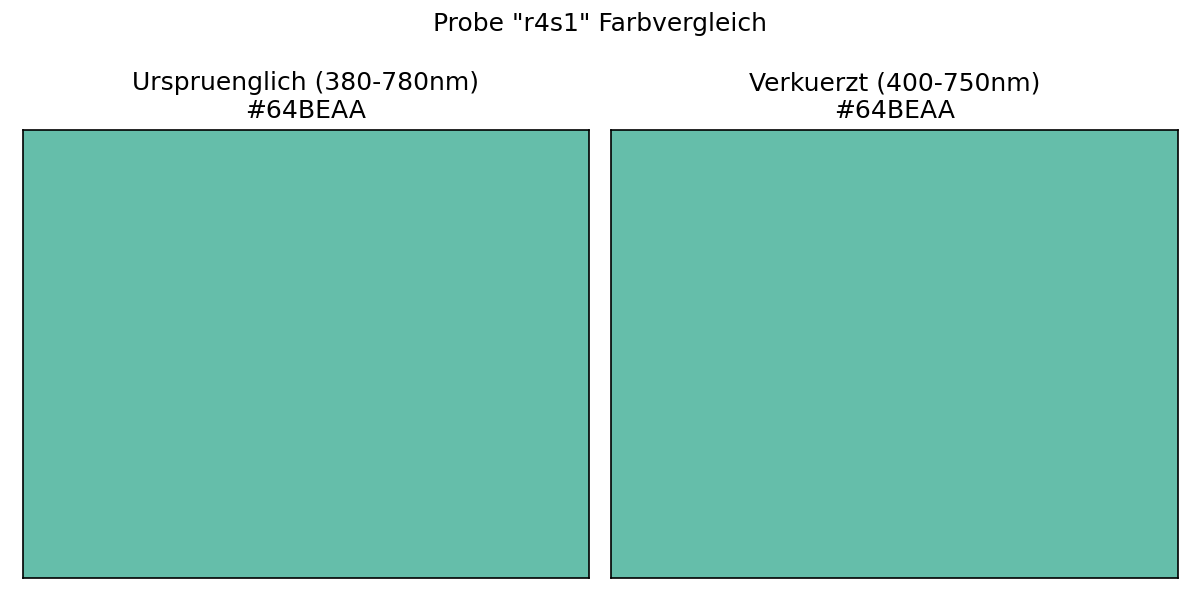 Probe "r4s1" Farbvergleich
Urspruenglich (380-780nm)
#64BEAA
Verkuerzt (400-750nm)
#64BEAA